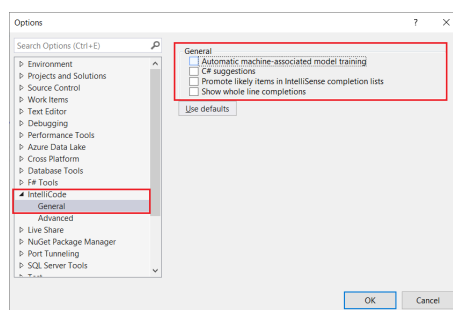 Options
?
Search Options (Ctrl+E)
Environment
Projects and Solutions
Source Control
Work Items
Text Editor
Debugging
Performance Tools
Azure Data Lake
Cross Platform
Database Tools
F# Tools
IntelliCode
General
Advanced
Live Share
NuGet Package Manager
Port Tunneling
SQL Server Tools
General
Automatic machine-associated model training
C# suggestions
Promote likely items in IntelliSense completion lists
Show whole line completions
Use defaults
OK
Cancel